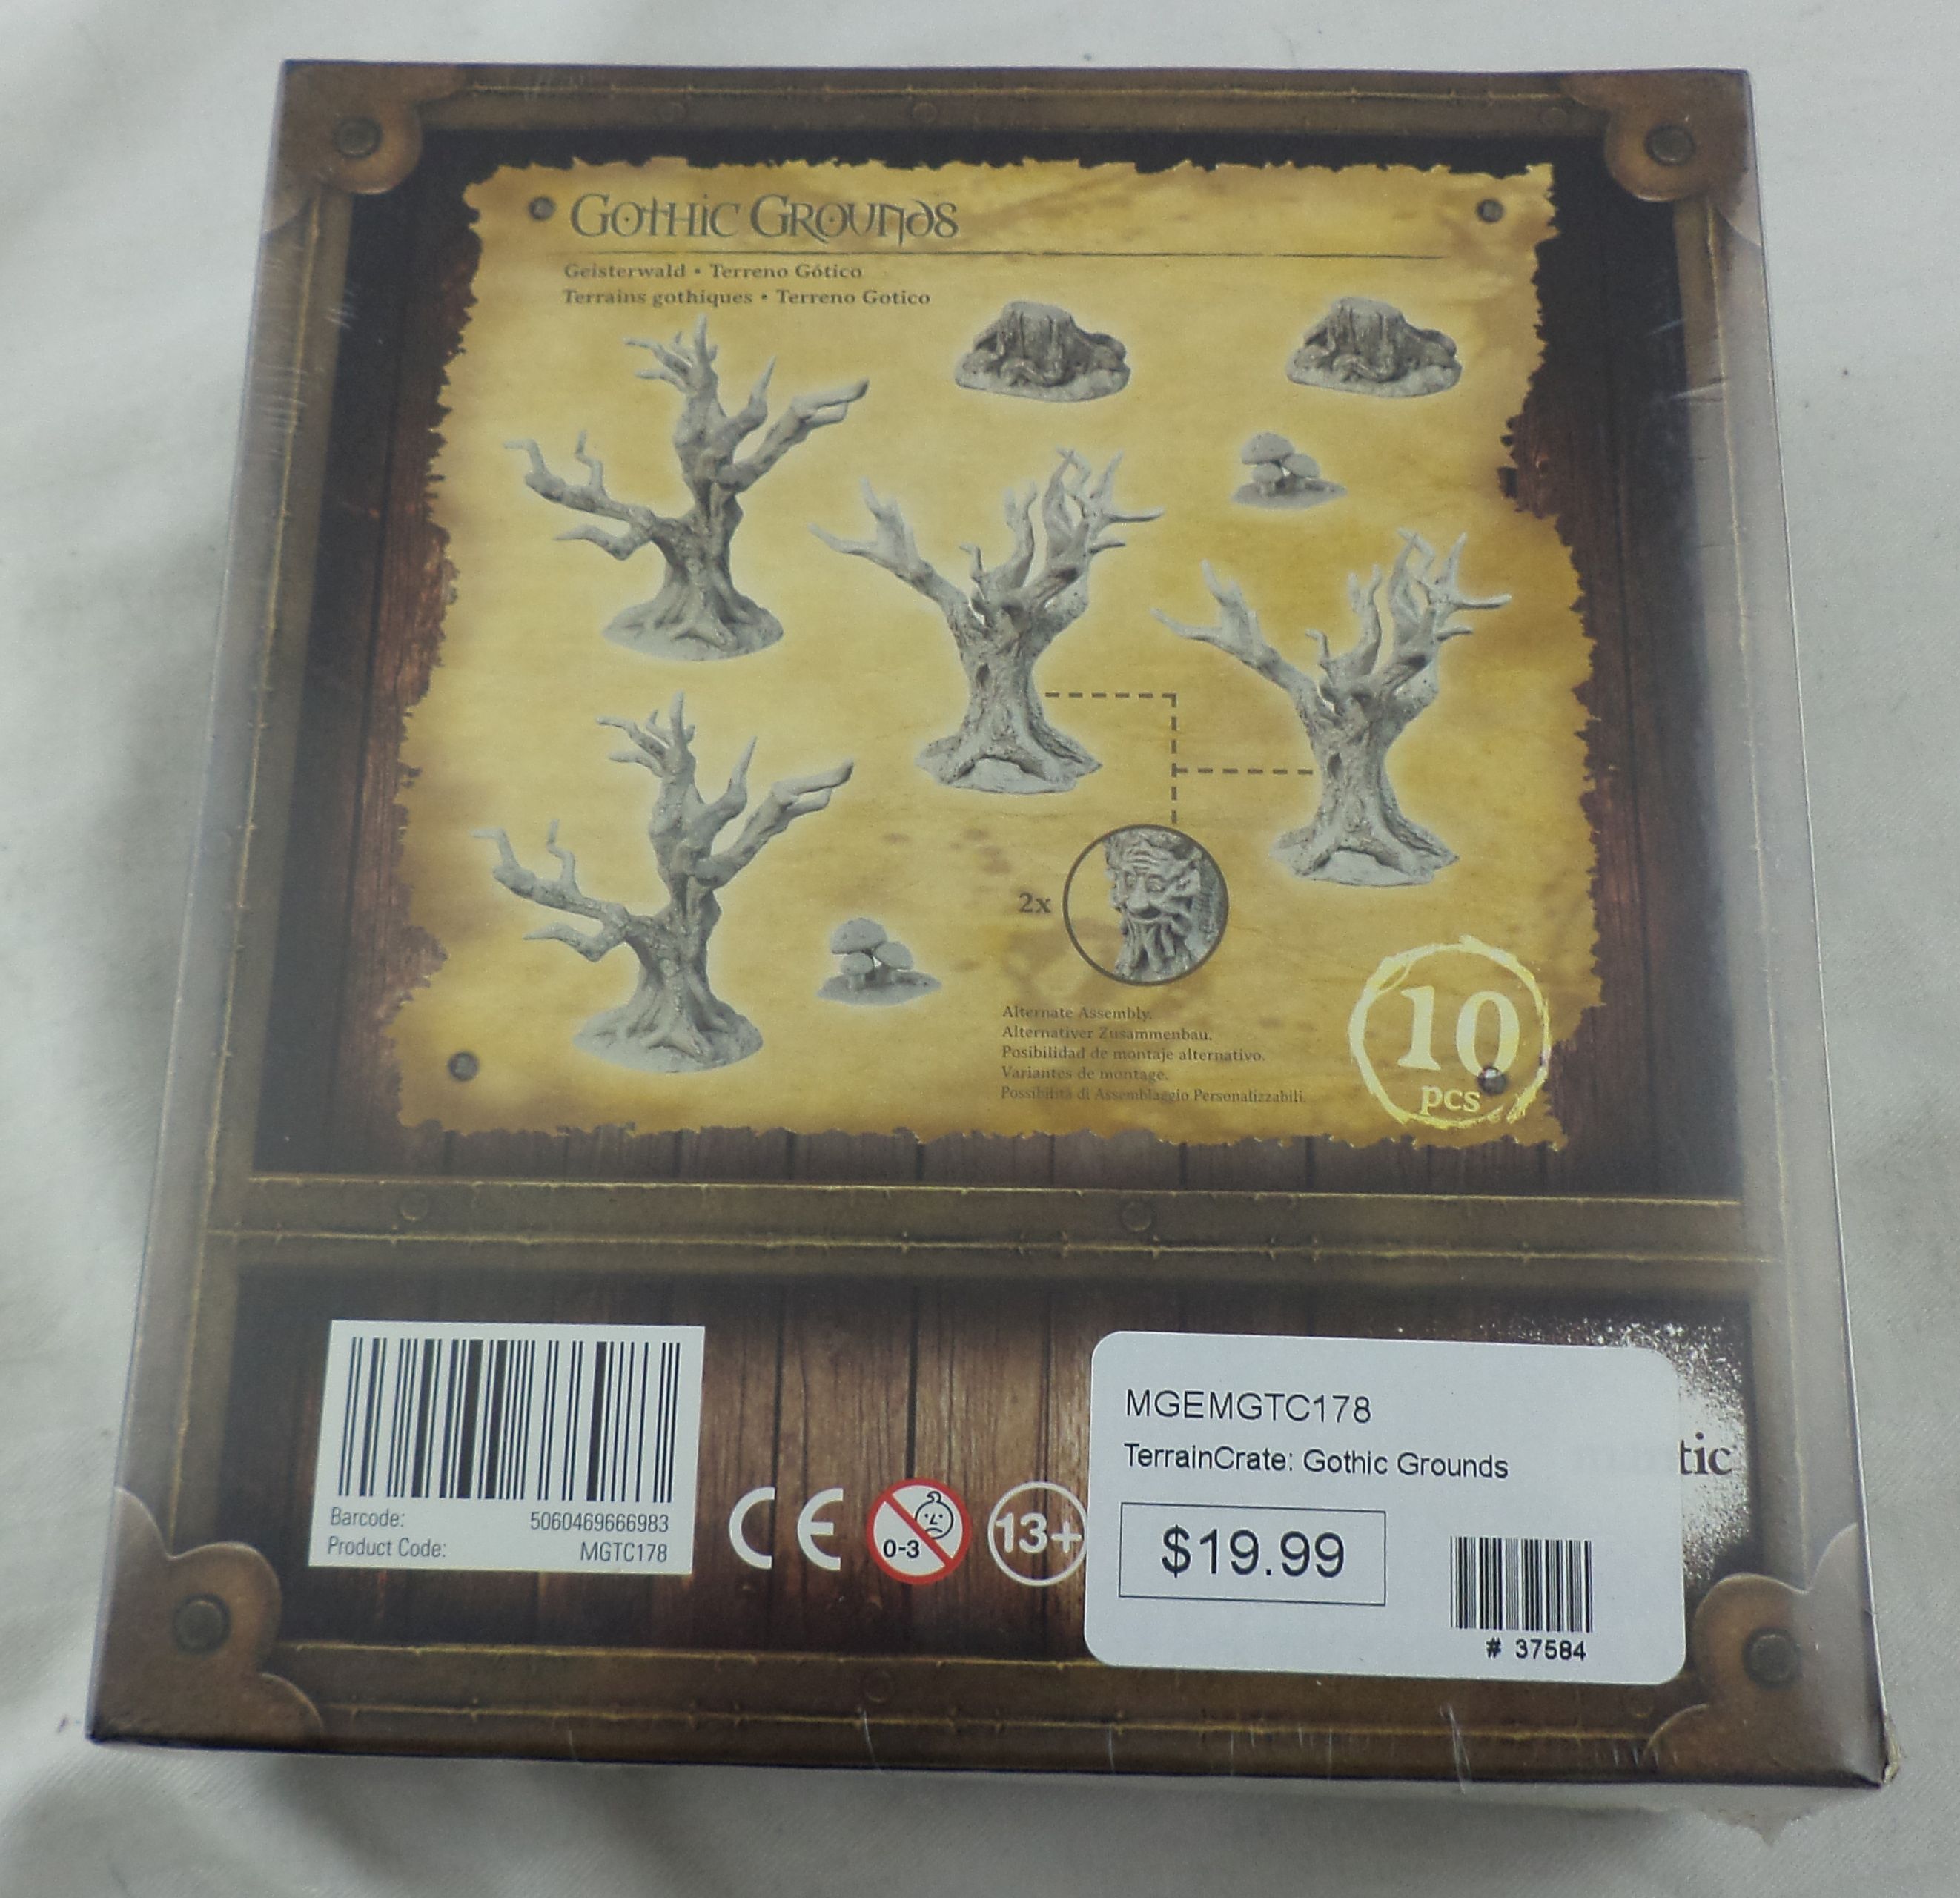 Gothic Grounds
Geisterwald • Terreno Gótico
Terrains gothiques • Terreno Gotico
2x
Alternate Assembly.
Alternativer Zusammenbau.
Posibilidad de montaje alternativo.
Variantes de montage.
Possibilità di Assemblaggio Personalizzabili.
10
pcs
Barcode: 5060469666983
Product Code: MGTC178
CE
0-3
13+
MGEMGTC178
TerrainCrate: Gothic Grounds
$19.99
# 37584
tic